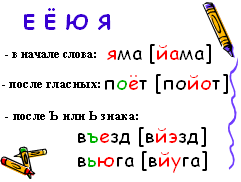 Е Ё Ю Я
- в начале слова: яма [йама]
- после гласных: поёт [пойот]
- после Ъ или Ь знака:
въезд [вйэзд]
вьюга [вйуга]